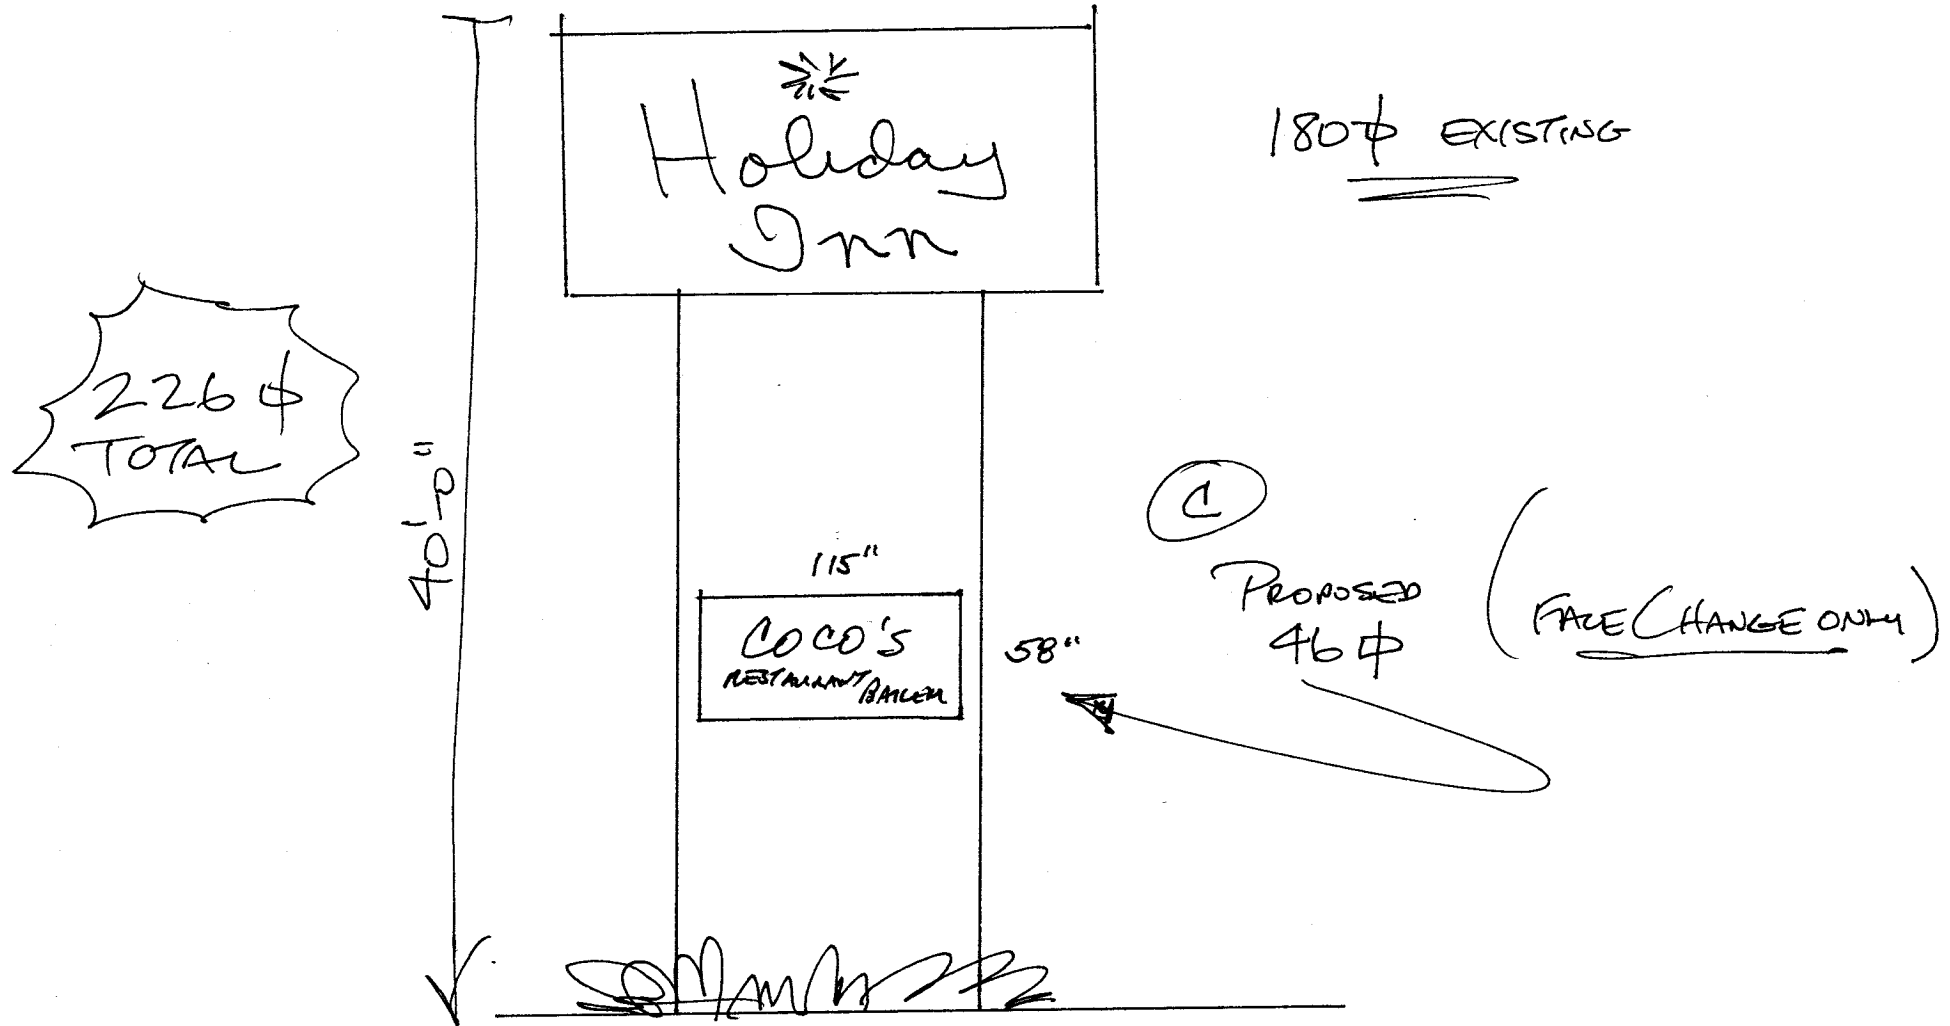 Holiday
Inn
180⏍ EXISTING
226⏍
TOTAL
40'-0"
115"
COCO'S
RESTAURANT/BAKERY
58"
C
PROPOSED
46⏍
(FACE CHANGE ONLY)